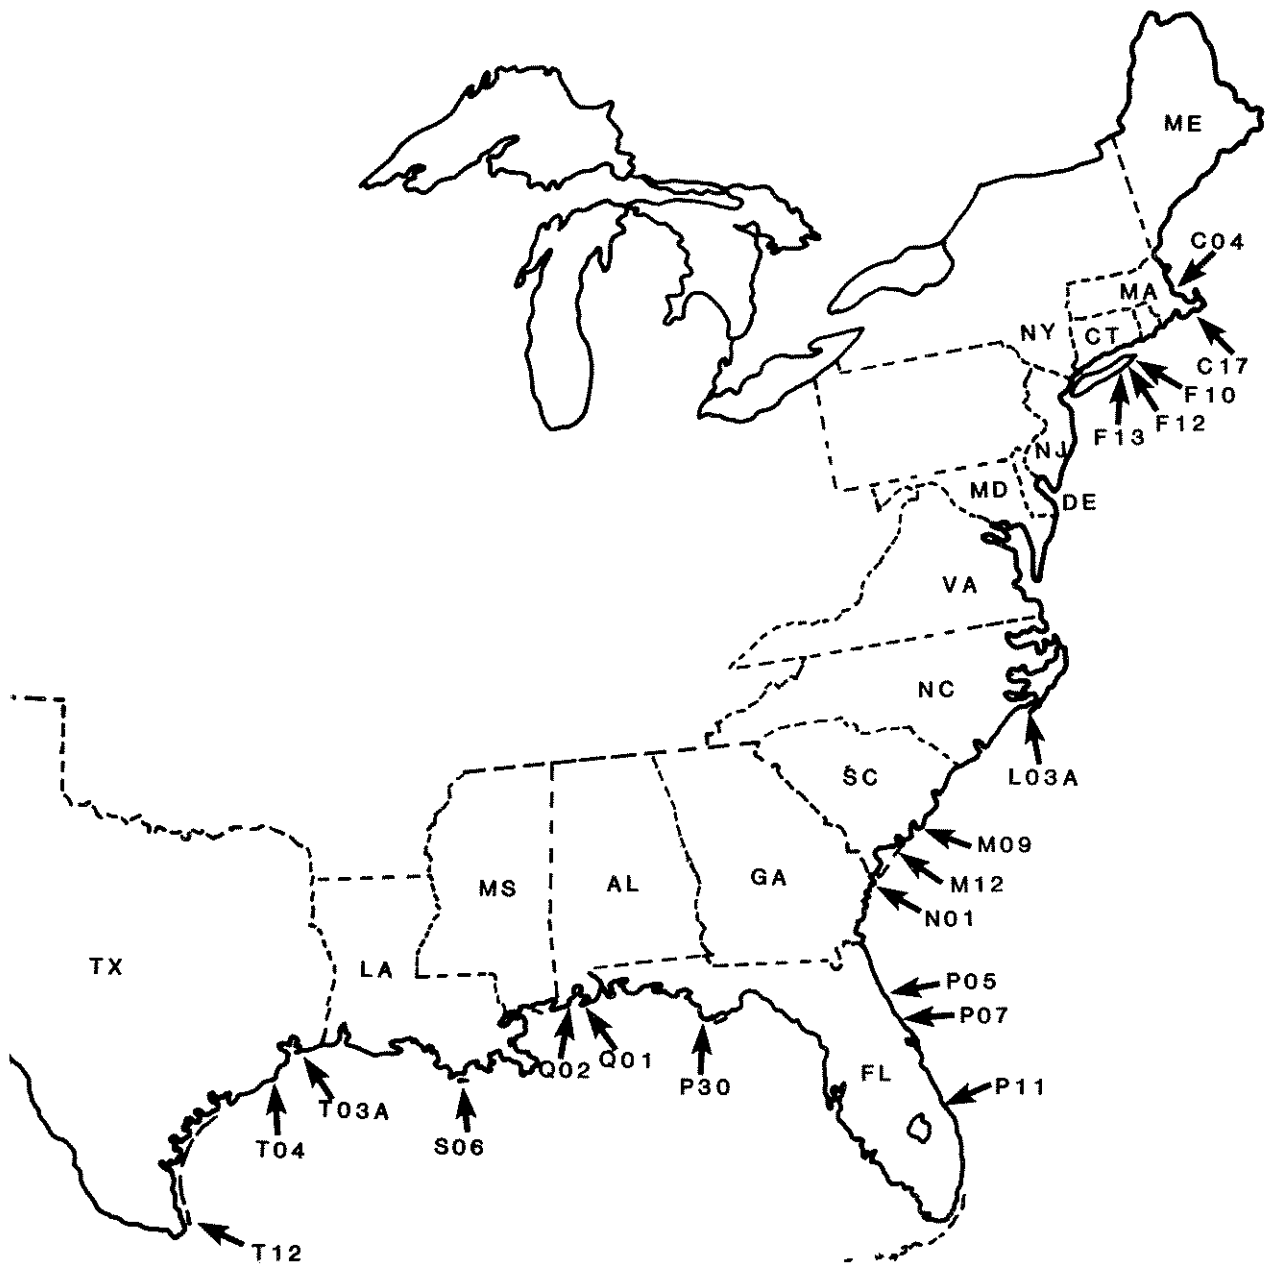 ME
C04
MA
NY
CT
C17
F10
F12
F13
NJ
MD
DE
VA
NC
SC
L03A
M09
GA
M12
AL
MS
N01
TX
LA
P05
P07
Q01
Q02
FL
P30
P11
T03A
S06
T04
T12